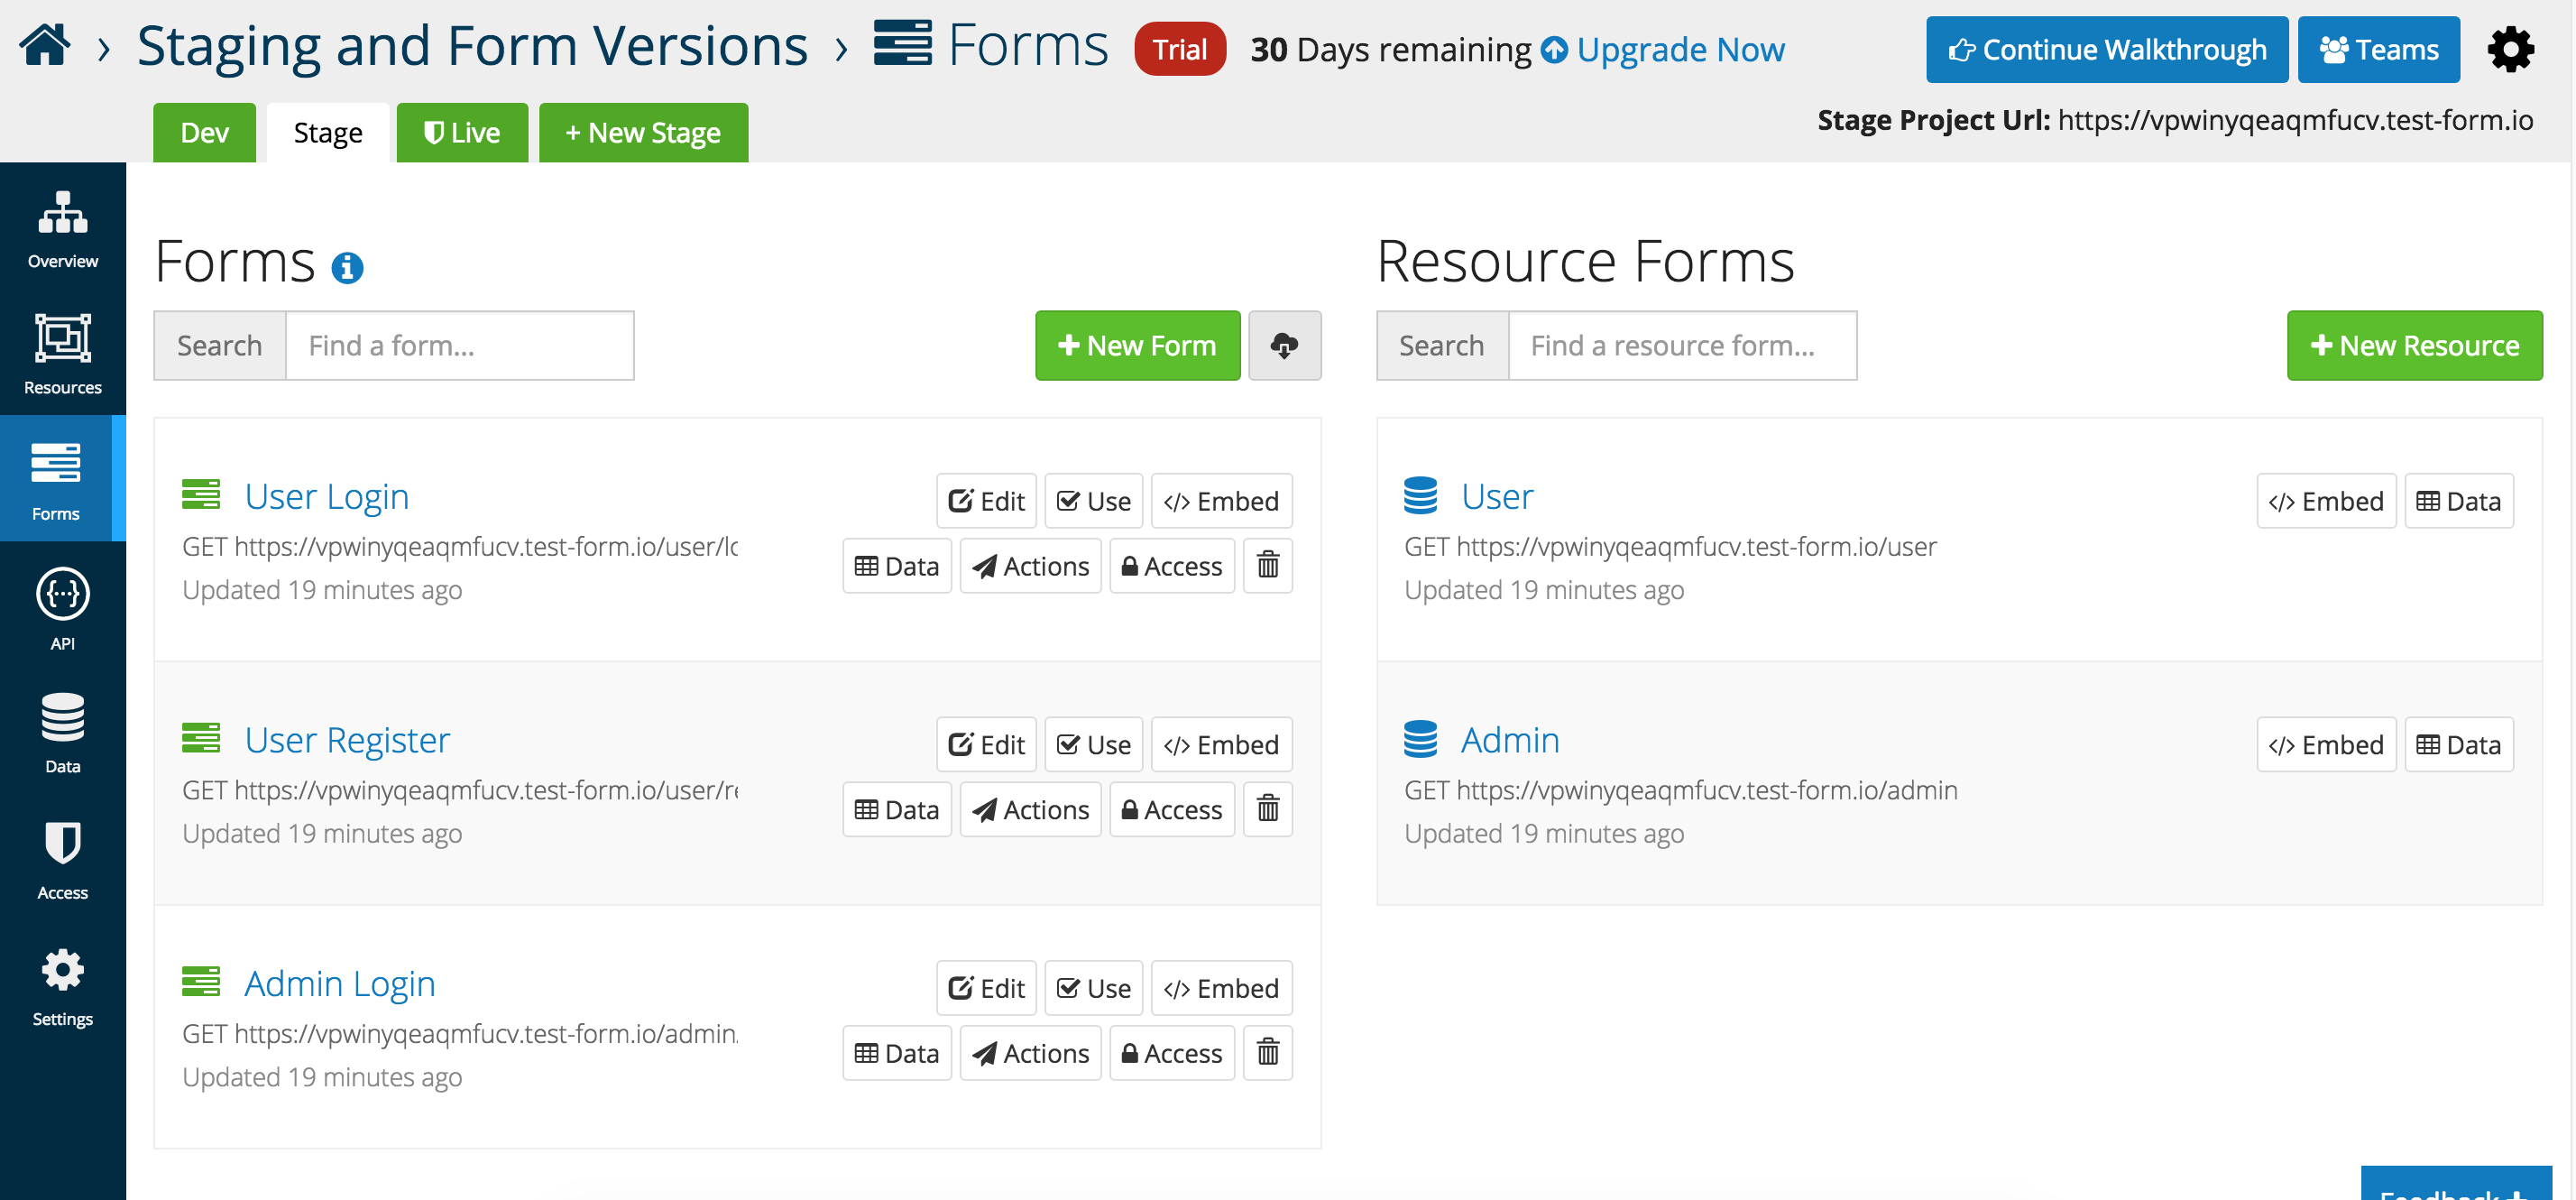 › Staging and Form Versions › Forms Trial 30 Days remaining Upgrade Now Continue Walkthrough Teams
Dev Stage Live + New Stage Stage Project Url: https://vpwinyqeaqmfucv.test-form.io
Overview
Resources
Forms
API
Data
Access
Settings
Forms
Search Find a form...
+ New Form
User Login
GET https://vpwinyqeaqmfucv.test-form.io/user/lo
Updated 19 minutes ago
Edit Use </> Embed
Data Actions Access
User Register
GET https://vpwinyqeaqmfucv.test-form.io/user/re
Updated 19 minutes ago
Edit Use </> Embed
Data Actions Access
Admin Login
GET https://vpwinyqeaqmfucv.test-form.io/admin
Updated 19 minutes ago
Edit Use </> Embed
Data Actions Access
Resource Forms
Search Find a resource form...
+ New Resource
User
GET https://vpwinyqeaqmfucv.test-form.io/user
Updated 19 minutes ago
</> Embed Data
Admin
GET https://vpwinyqeaqmfucv.test-form.io/admin
Updated 19 minutes ago
</> Embed Data
Feedback +